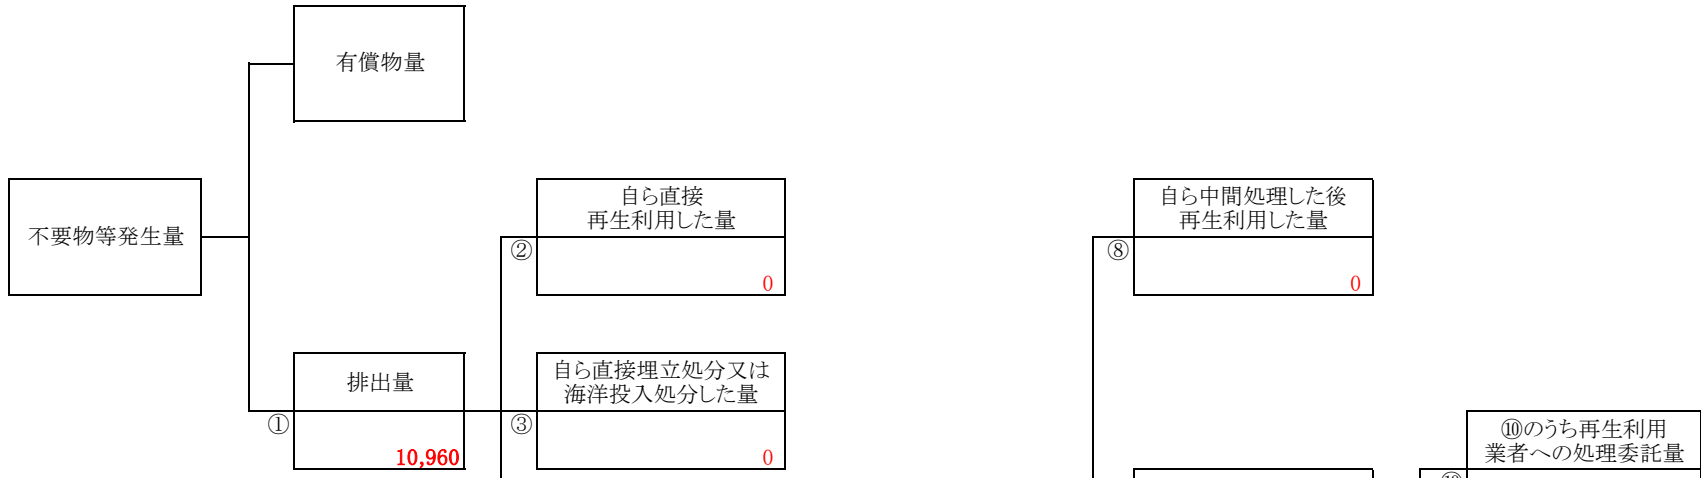 有償物量
不要物等発生量
自ら直接
再生利用した量
②
0
自ら中間処理した後
再生利用した量
⑧
0
排出量
①
10,960
自ら直接埋立処分又は
海洋投入処分した量
③
0
⑩のうち再生利用
業者への処理委託量